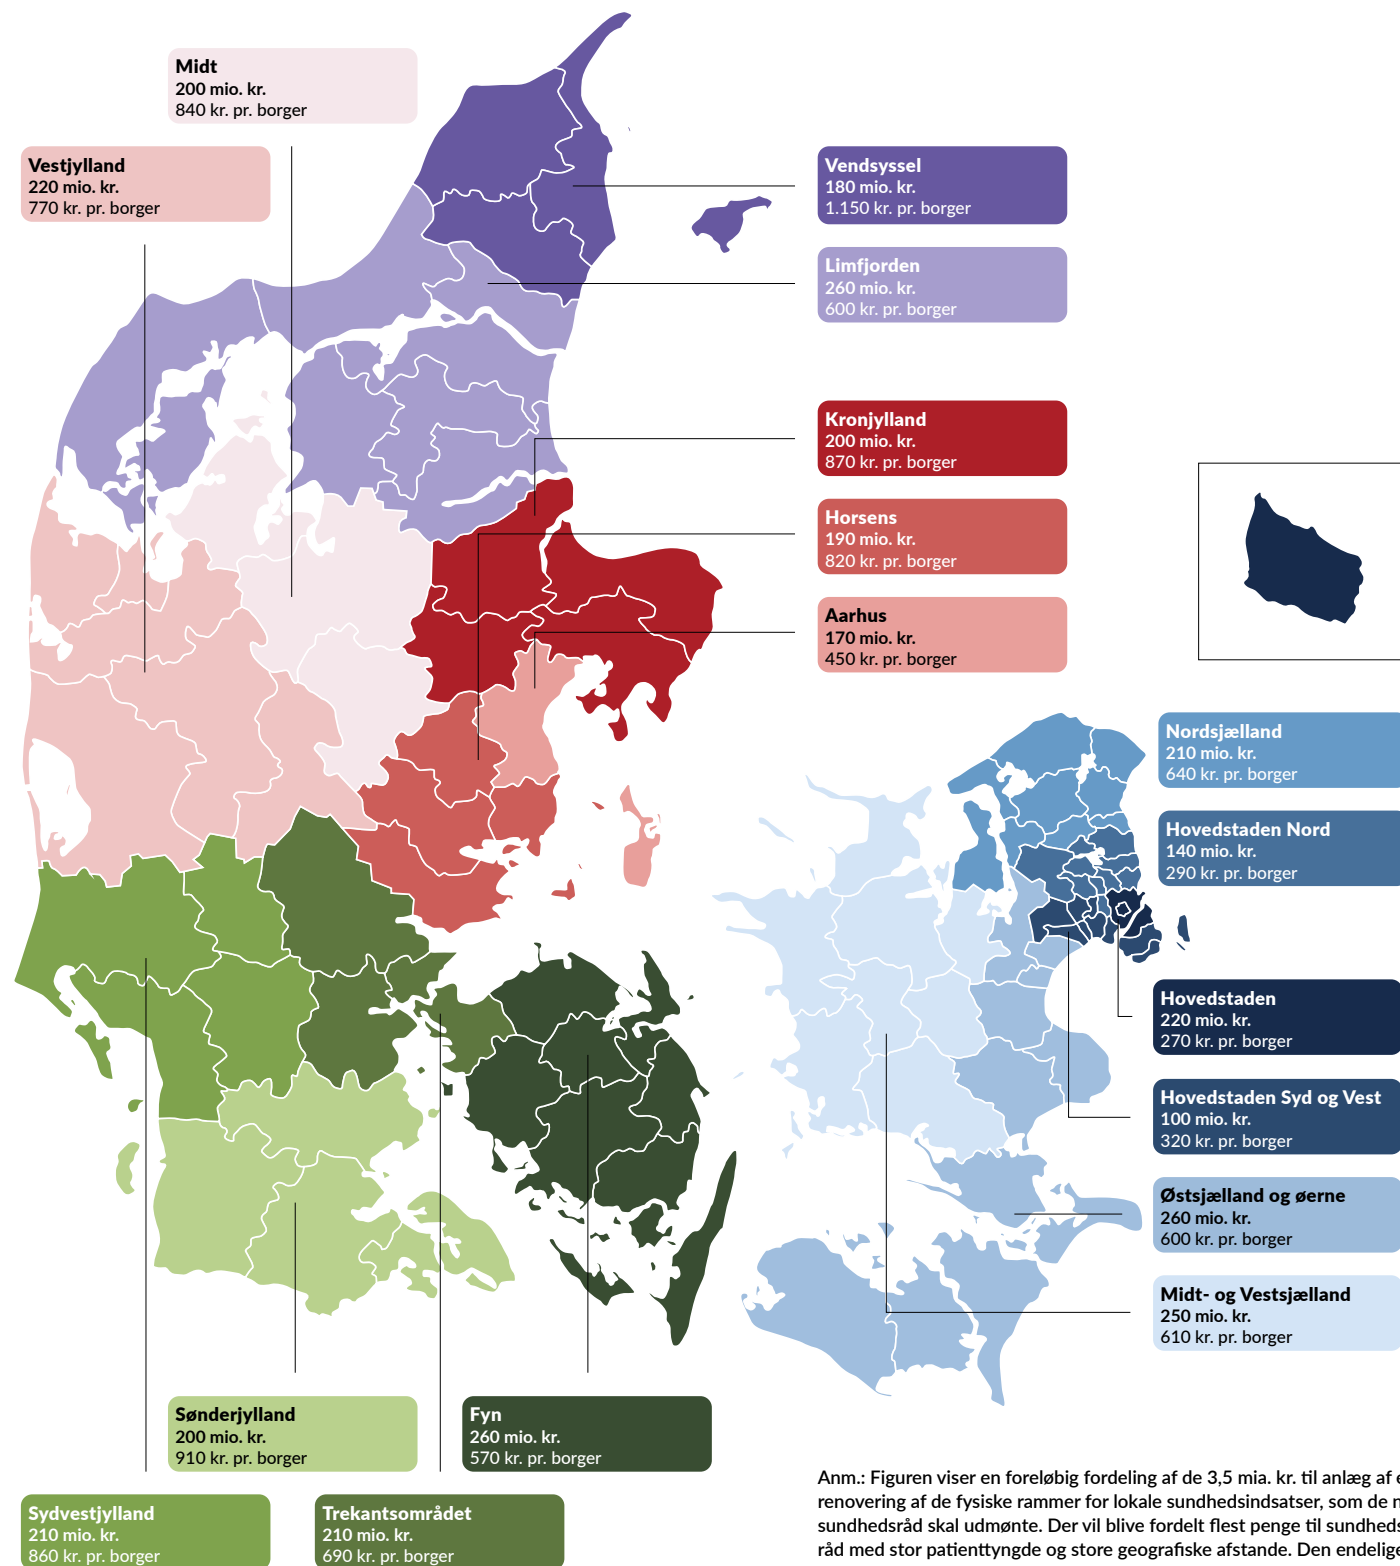 Midt
200 mio. kr.
840 kr. pr. borger
Vestjylland
220 mio. kr.
770 kr. pr. borger
Vendsyssel
180 mio. kr.
1.150 kr. pr. borger
Limfjorden
260 mio. kr.
600 kr. pr. borger
Kronjylland
200 mio. kr.
870 kr. pr. borger
Horsens
190 mio. kr.
820 kr. pr. borger
Aarhus
170 mio. kr.
450 kr. pr. borger
Nordsjælland
210 mio. kr.
640 kr. pr. borger
Hovedstaden Nord
140 mio. kr.
290 kr. pr. borger
Hovedstaden
220 mio. kr.
270 kr. pr. borger
Hovedstaden Syd og Vest
100 mio. kr.
320 kr. pr. borger
Østsjælland og øerne
260 mio. kr.
600 kr. pr. borger
Midt- og Vestsjælland
250 mio. kr.
610 kr. pr. borger
Sønderjylland
200 mio. kr.
910 kr. pr. borger
Fyn
260 mio. kr.
570 kr. pr. borger
Sydvestjylland
210 mio. kr.
860 kr. pr. borger
Trekantsområdet
210 mio. kr.
690 kr. pr. borger
Anm.: Figuren viser en foreløbig fordeling af de 3,5 mia. kr. til anlæg af
renovering af de fysiske rammer for lokale sundhedsindsatser, som de
sundhedsråd skal udmønte. Der vil blive fordelt flest penge til sundheds
råd med stor patienttyngde og store geografiske afstande. Den endelige